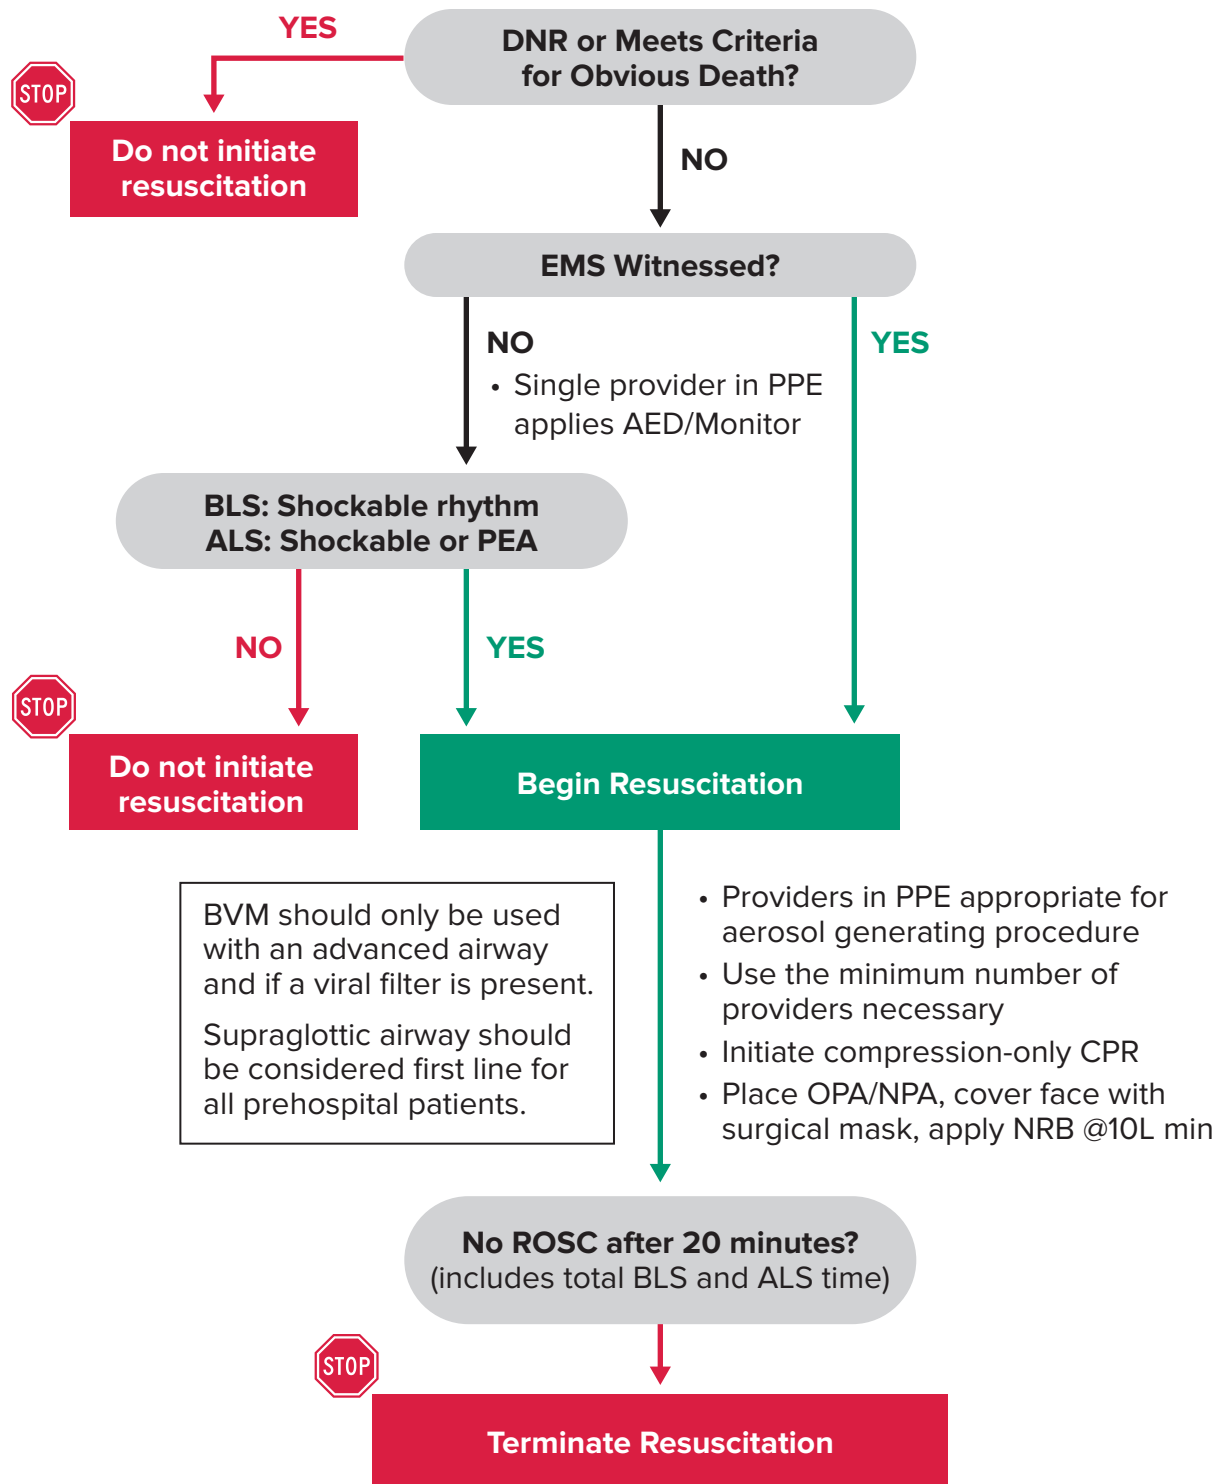 YES
DNR or Meets Criteria
for Obvious Death?
STOP
Do not initiate
resuscitation
NO
EMS Witnessed?
NO
• Single provider in PPE
applies AED/Monitor
YES
BLS: Shockable rhythm
ALS: Shockable or PEA
NO
YES
STOP
Do not initiate
resuscitation
Begin Resuscitation
BVM should only be used
with an advanced airway
and if a viral filter is present.
Supraglottic airway should
be considered first line for
all prehospital patients.
• Providers in PPE appropriate for
aerosol generating procedure
• Use the minimum number of
providers necessary
• Initiate compression-only CPR
• Place OPA/NPA, cover face with
surgical mask, apply NRB @10L min
No ROSC after 20 minutes?
(includes total BLS and ALS time)
STOP
Terminate Resuscitation